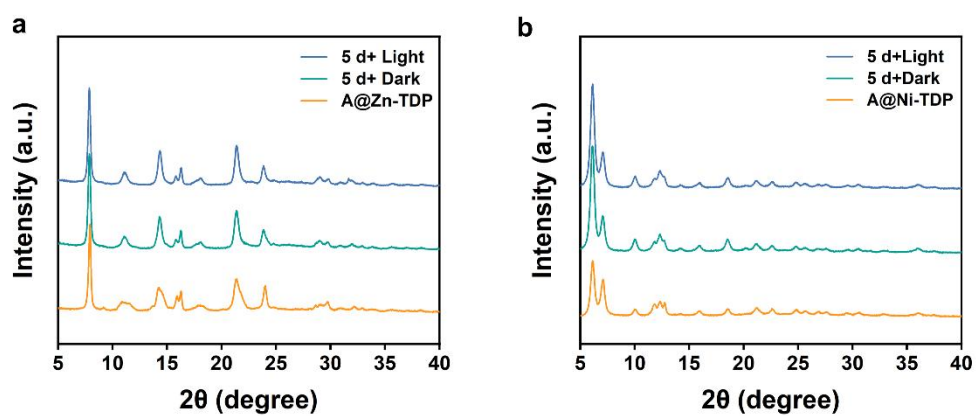 a
5 d+ Light
5 d+ Dark
A@Zn-TDP
Intensity (a.u.)
5 10 15 20 25 30 35 40
2θ (degree)
b
5 d+Light
5 d+Dark
A@Ni-TDP
Intensity (a.u.)
5 10 15 20 25 30 35 40
2θ (degree)